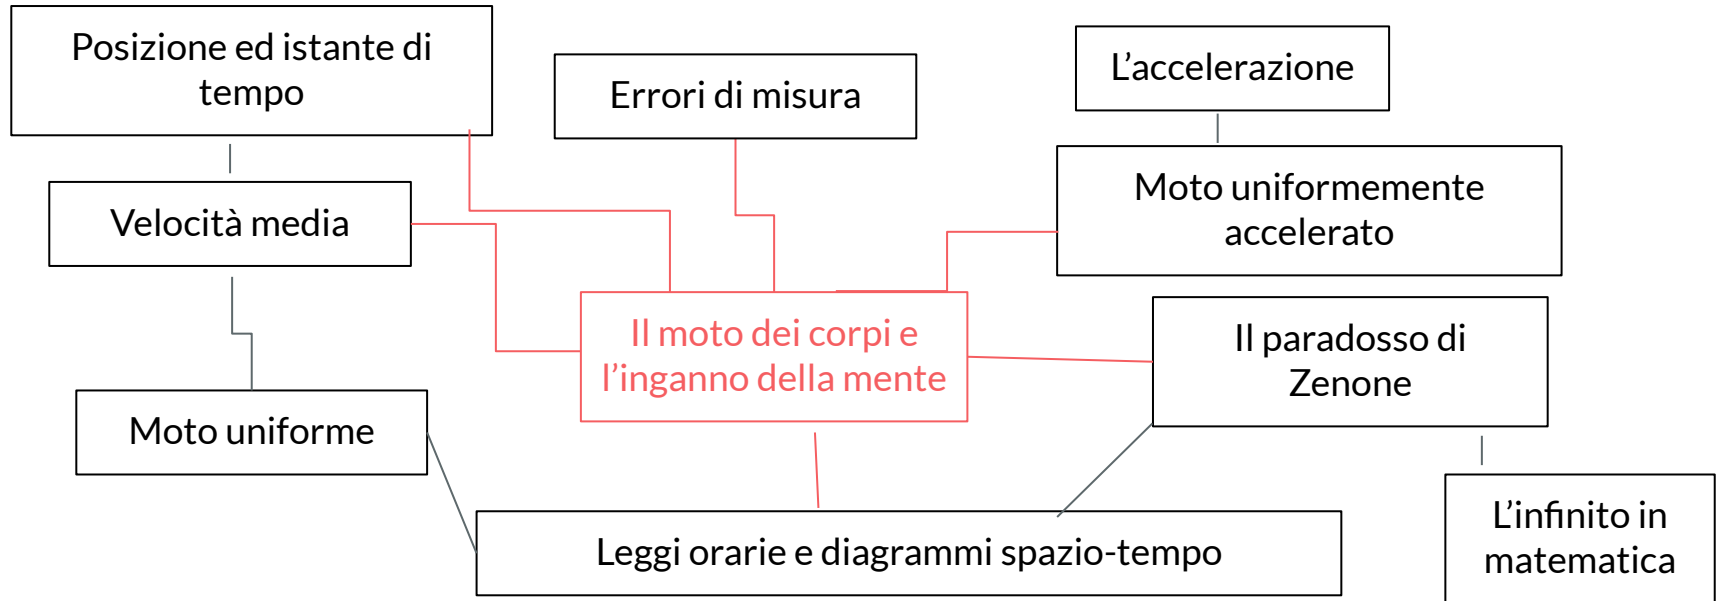 Posizione ed istante di
tempo
Errori di misura
L’accelerazione
Velocità media
Moto uniformemente
accelerato
Il moto dei corpi e
l’inganno della mente
Il paradosso di
Zenone
Moto uniforme
Leggi orarie e diagrammi spazio-tempo
L’infinito in
matematica